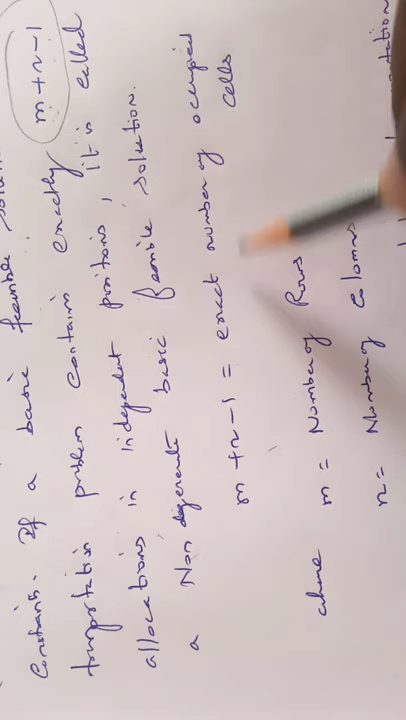 Constraints. If a basic feasible
transportation problem contains exactly m+n-1
allocations in independent positions, it is called
a Non degenerate basic feasible solution.
m+n-1 = exact number of occupied
cells
where m = Number of Rows
n = Number of Columns